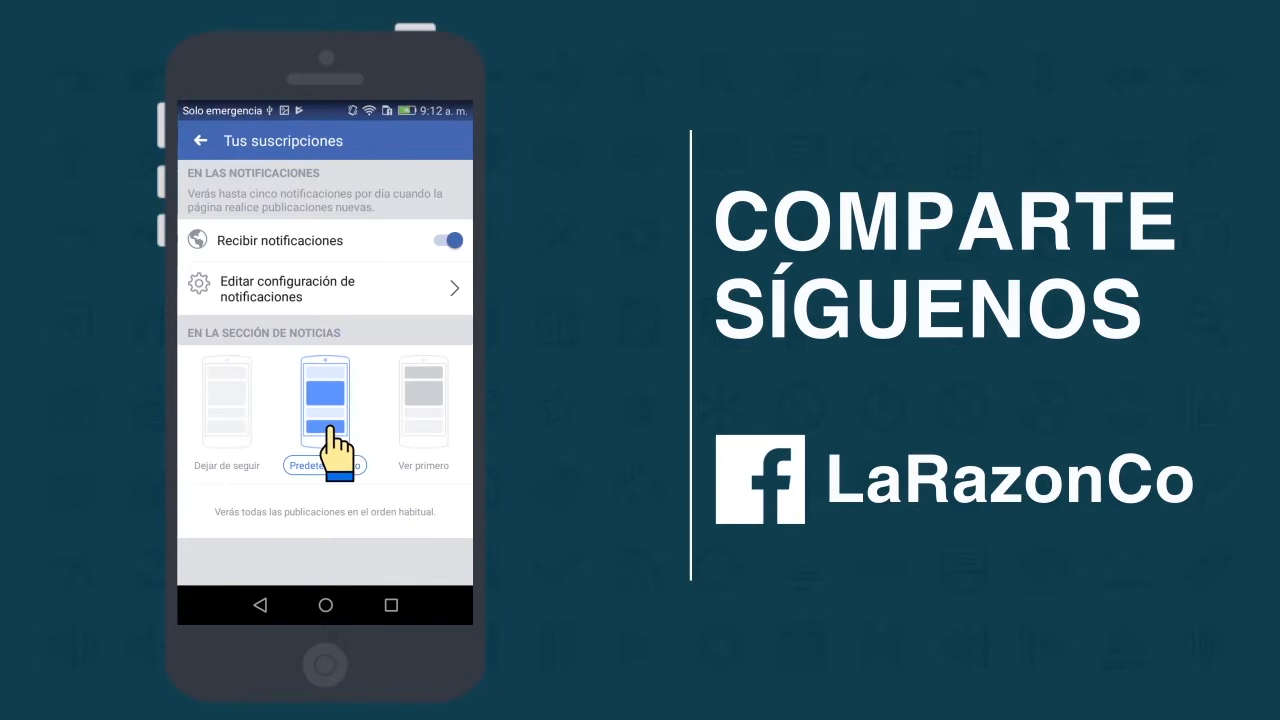 Solo emergencia
9:12 a. m.
Tus suscripciones
EN LAS NOTIFICACIONES
Verás hasta cinco notificaciones por día cuando la
página realice publicaciones nuevas.
Recibir notificaciones
Editar configuración de
notificaciones
EN LA SECCIÓN DE NOTICIAS
Dejar de seguir
Ver primero
Verás todas las publicaciones en el orden habitual.
COMPARTE
SÍGUENOS
f LaRazonCo